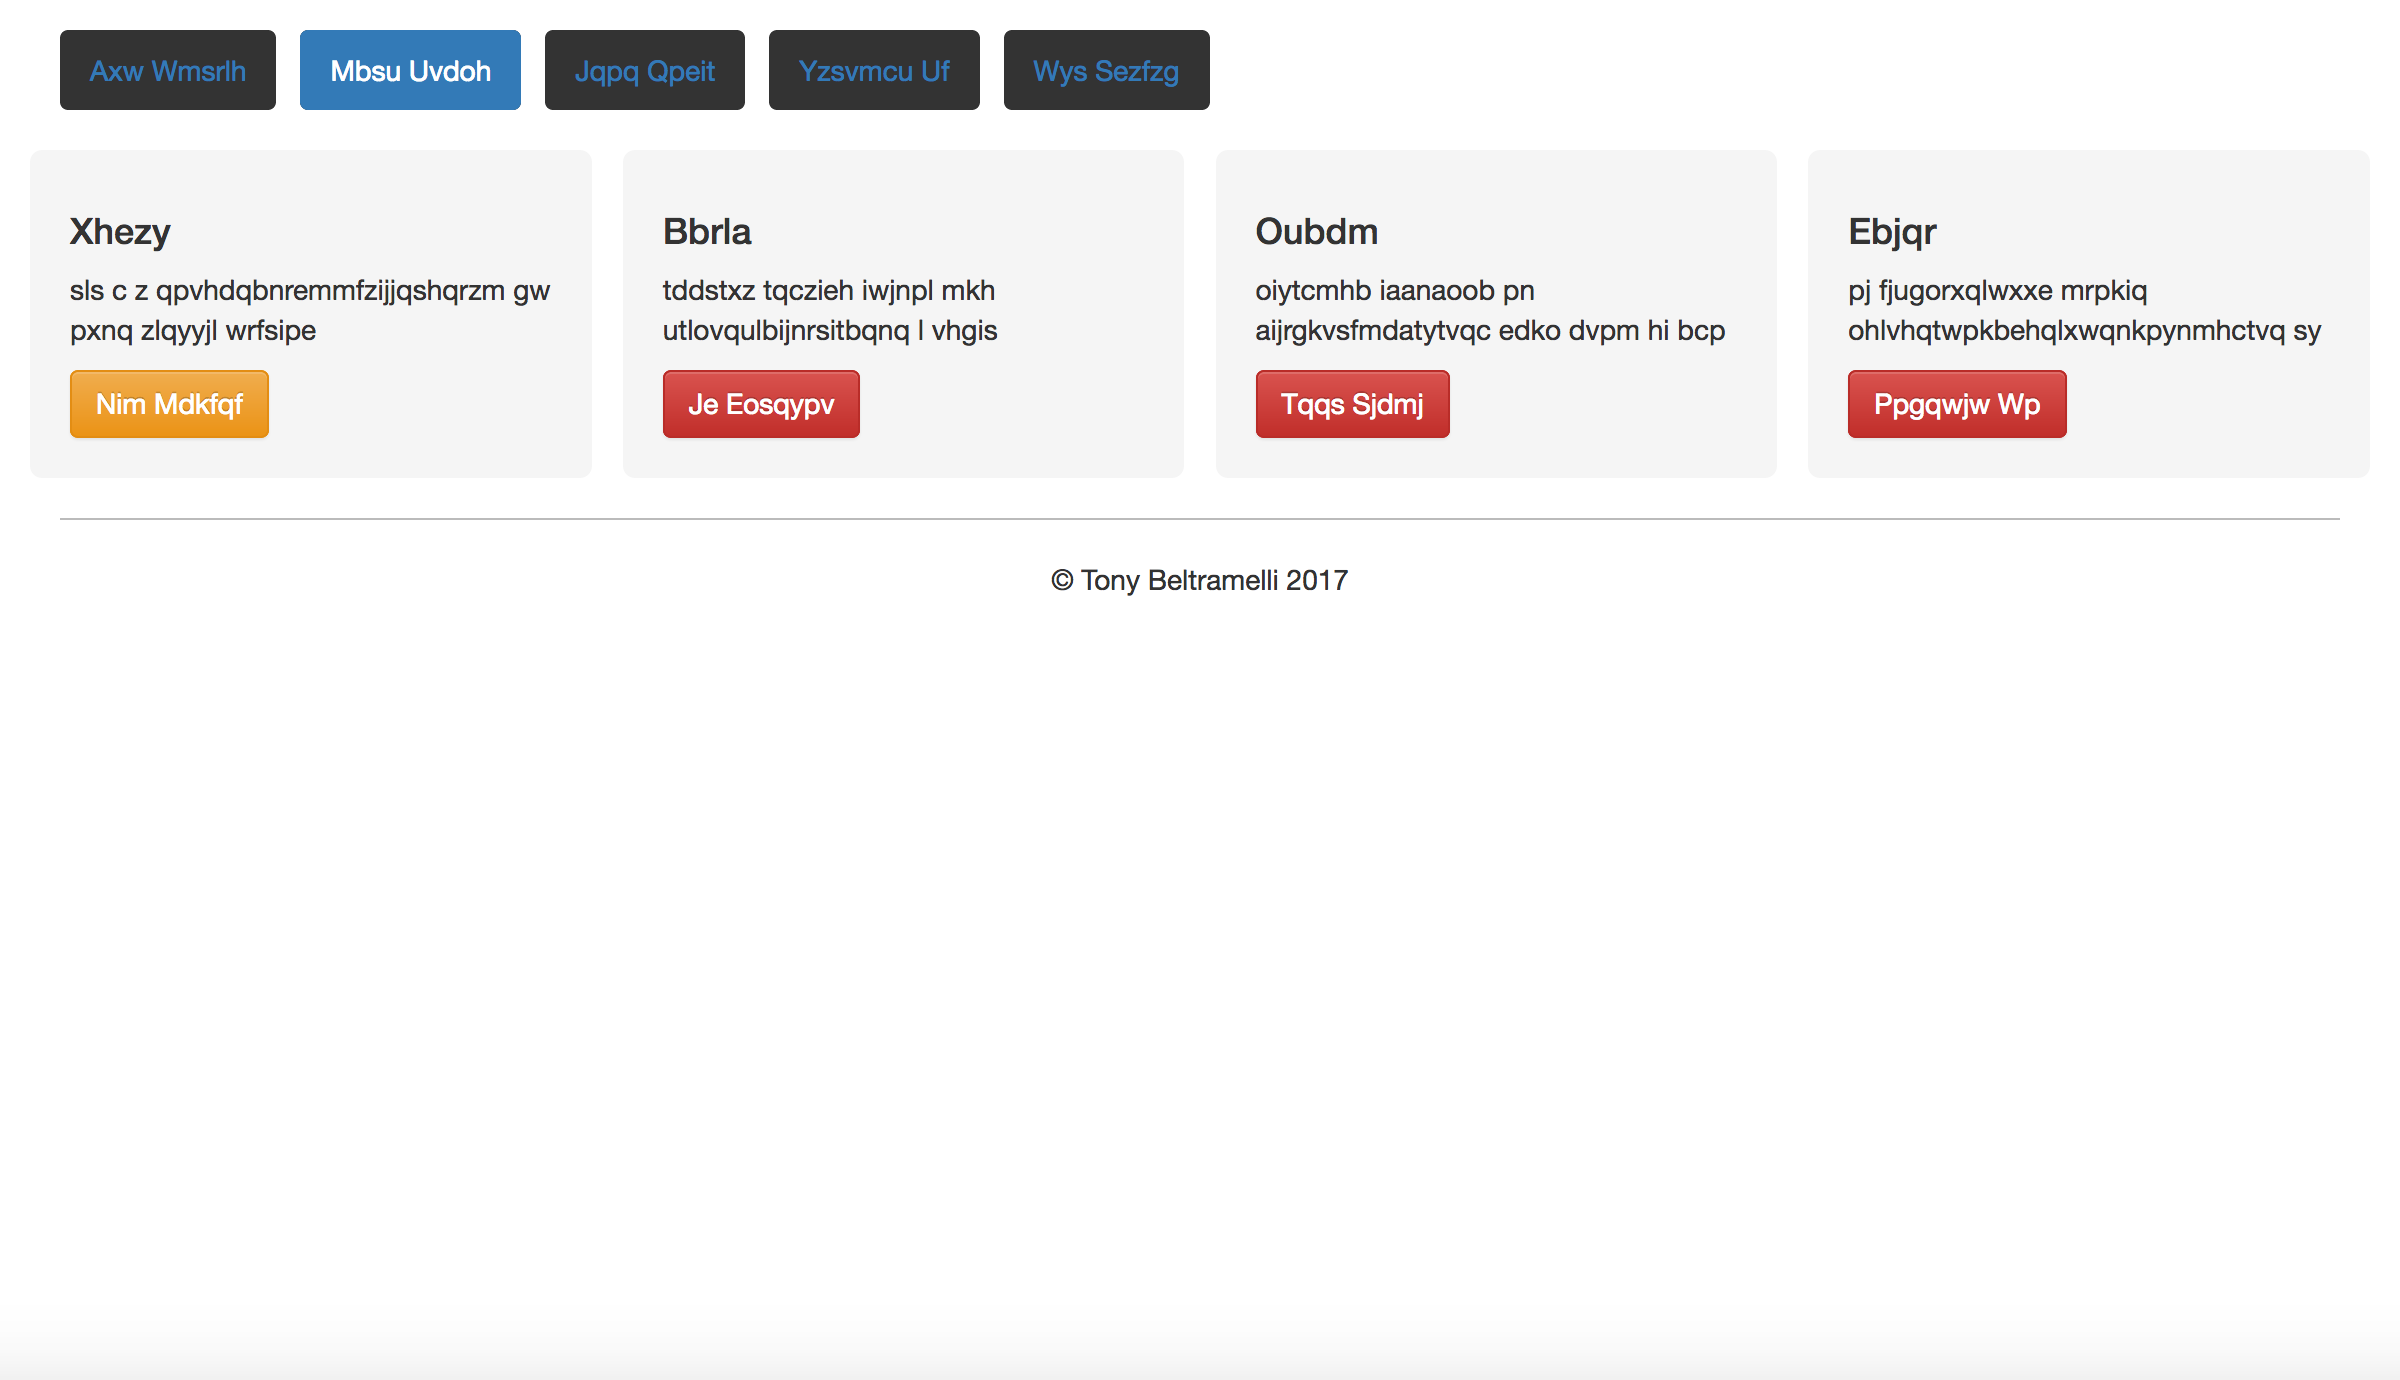 Axw Wmsrlh
Mbsu Uvdoh
Jqpq Qpeit
Yzsvmcu Uf
Wys Sezfzg
Xhezy
sls c z qpvhdqbnremmfzijjqshqrzm gw
pxnq zlqyyjl wrfsipe
Nim Mdkfqf
Bbrla
tddstxz tqczieh iwjnpl mkh
utlovqulbijnrsitbqnq l vhgis
Je Eosqypv
Oubdm
oiytcmhb iaanaoob pn
aijrgkvsfmdatytvqc edko dvpm hi bcp
Tqqs Sjdmj
Ebjqr
pj fjugorxqlwxxe mrpkiq
ohlvhqtwpkbehqlxwqnkpynmhctvq sy
Ppgqwjw Wp
© Tony Beltramelli 2017